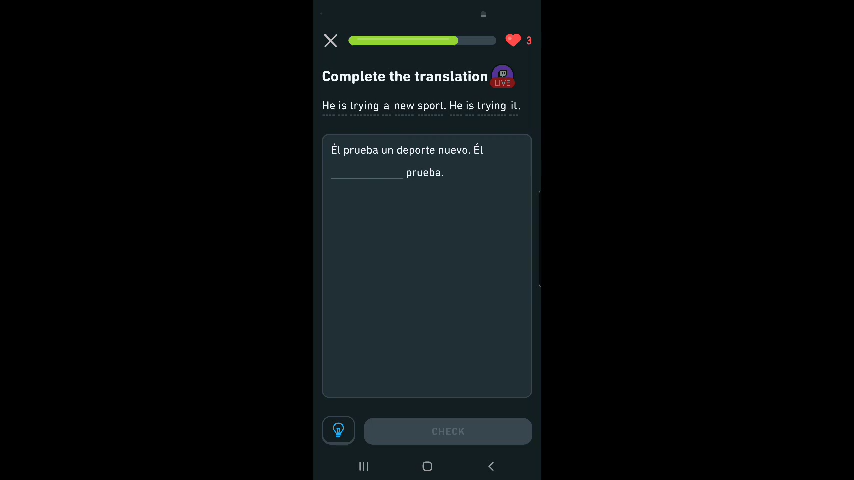 3
Complete the translation
LIVE
He is trying a new sport. He is trying it.
Él prueba un deporte nuevo. Él
____________ prueba.
CHECK